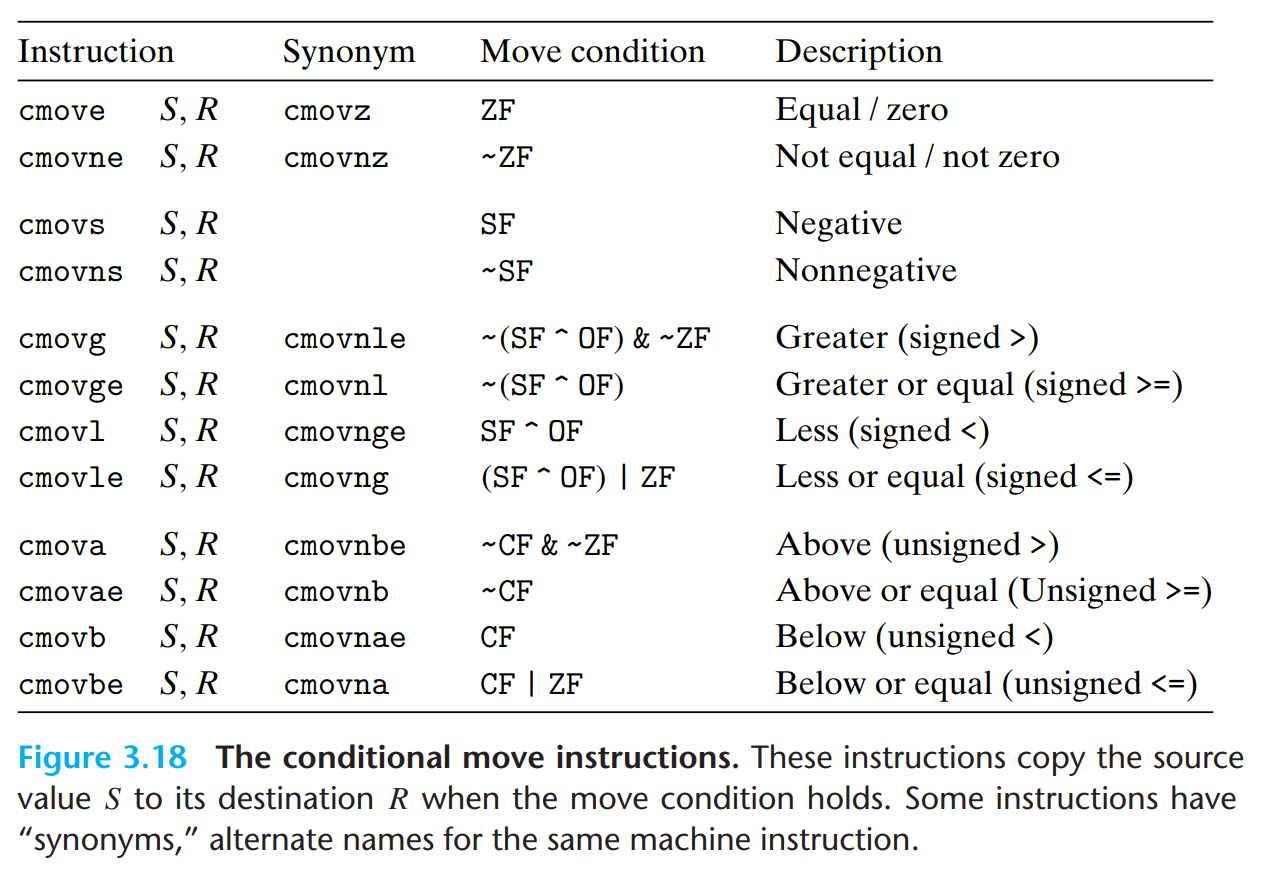 Instruction Synonym Move condition Description
cmove S, R cmovz ZF Equal / zero
cmovne S, R cmovnz ~ZF Not equal / not zero
cmovs S, R SF Negative
cmovns S, R ~SF Nonnegative
cmovg S, R cmovnle ~(SF ^ OF) & ~ZF Greater (signed >)
cmovge S, R cmovnl ~(SF ^ OF) Greater or equal (signed >=)
cmovl S, R cmovnge SF ^ OF Less (signed <)
cmovle S, R cmovng (SF ^ OF) | ZF Less or equal (signed <=)
cmova S, R cmovnbe ~CF & ~ZF Above (unsigned >)
cmovae S, R cmovnb ~CF Above or equal (Unsigned >=)
cmovb S, R cmovnae CF Below (unsigned <)
cmovbe S, R cmovna CF | ZF Below or equal (unsigned <=)
Figure 3.18 The conditional move instructions. These instructions copy the source
value S to its destination R when the move condition holds. Some instructions have
“synonyms,” alternate names for the same machine instruction.